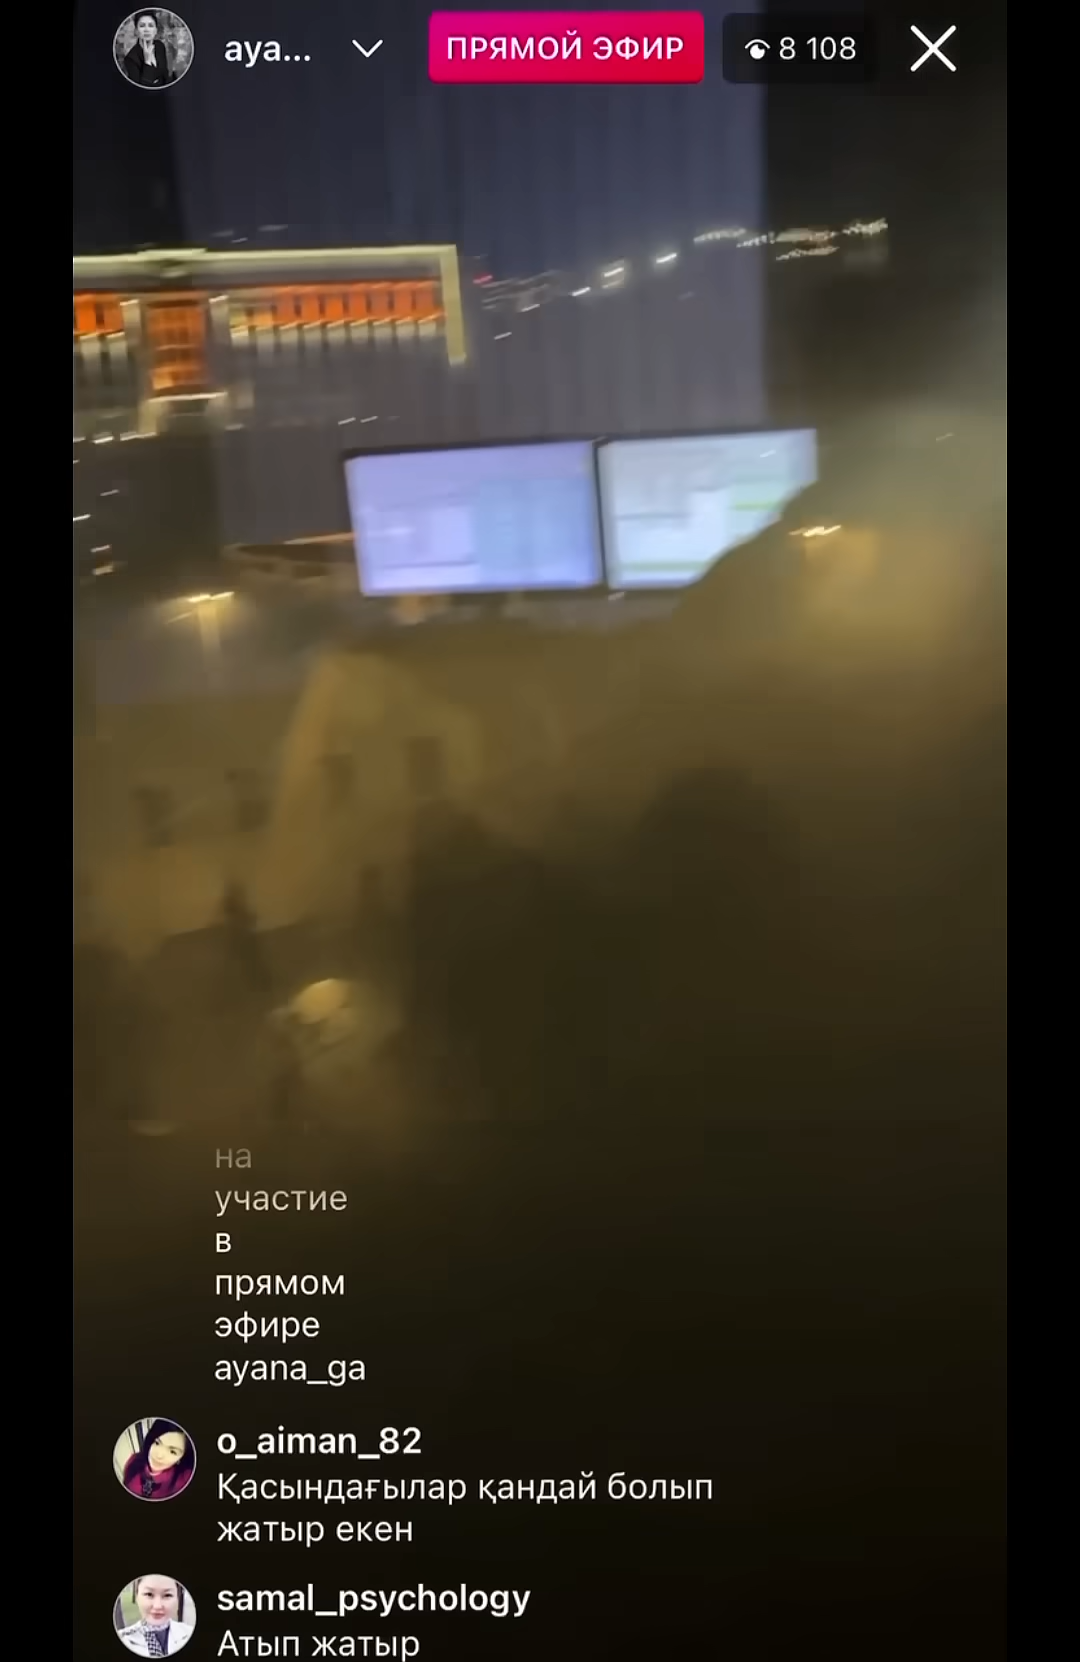 aya...
ПРЯМОЙ ЭФИР
8 108
на
участие
в
прямом
эфире
ayana_ga
o_aiman_82
Қасындағылар қандай болып
жатыр екен
samal_psychology
Атып жатыр